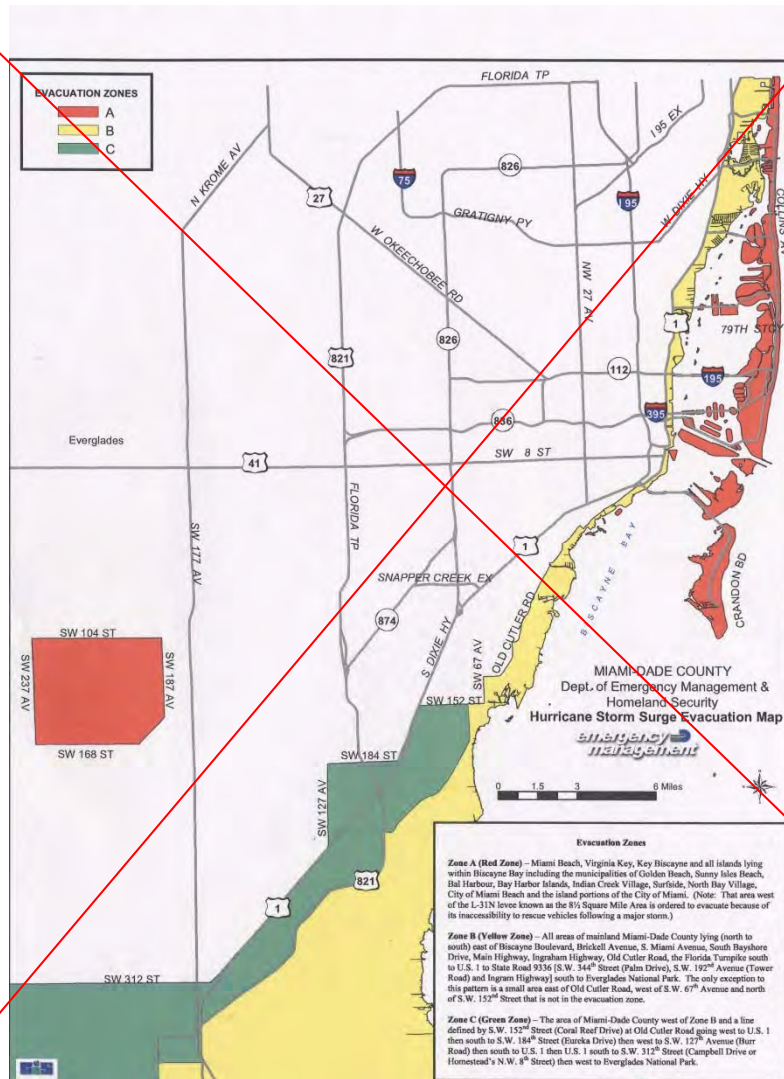 EVACUATION ZONES
A
B
C
FLORIDA TP
I 95 EX
N KROME AV
826
75
27
195
W DIXIE HY
GRATIGNY PY
COLLINS AV
W OKEECHOBEE RD
NW 27 AV
1
79TH STCY
826
821
112
195
395
836
Everglades
41
SW 8 ST
FLORIDA TP
SW 177 AV
1
BISCAYNE BAY
SNAPPER CREEK EX
CRANDON BD
OLD CUTLER RD
874
S DIXIE HY
SW 67 AV
SW 104 ST
SW 237 AV
SW 187 AV
SW 168 ST
SW 152 ST
MIAMI-DADE COUNTY
Dept. of Emergency Management &
Homeland Security
Hurricane Storm Surge Evacuation Map
emergency
management
SW 184 ST
SW 127 AV
0 1.5 3 6 Miles
821
1
SW 312 ST
Evacuation Zones
Zone A (Red Zone) – Miami Beach, Virginia Key, Key Biscayne and all islands lying
within Biscayne Bay including the municipalities of Golden Beach, Sunny Isles Beach,
Bal Harbour, Bay Harbor Islands, Indian Creek Village, Surfside, North Bay Village,
City of Miami Beach and the island portions of the City of Miami. (Note: That area west
of the L-31N levee known as the 8½ Square Mile Area is ordered to evacuate because of
its inaccessibility to rescue vehicles following a major storm.)
Zone B (Yellow Zone) – All areas of mainland Miami-Dade County lying (north to
south) east of Biscayne Boulevard, Brickell Avenue, S. Miami Avenue, South Bayshore
Drive, Main Highway, Ingraham Highway, Old Cutler Road, the Florida Turnpike south
to U.S. 1 to State Road 9336 [S.W. 344th Street (Palm Drive), S.W. 192nd Avenue (Tower
Road) and Ingram Highway] south to Everglades National Park. The only exception to
this pattern is a small area east of Old Cutler Road, west of S.W. 67th Avenue and north
of S.W. 152nd Street that is not in the evacuation zone.
Zone C (Green Zone) – The area of Miami-Dade County west of Zone B and a line
defined by S.W. 152nd Street (Coral Reef Drive) at Old Cutler Road going west to U.S. 1
then south to S.W. 184th Street (Eureka Drive) then west to S.W. 127th Avenue (Burr
Road) then south to U.S. 1 then U.S. 1 south to S.W. 312th Street (Campbell Drive or
Homestead's N.W. 8th Street) then west to Everglades National Park.